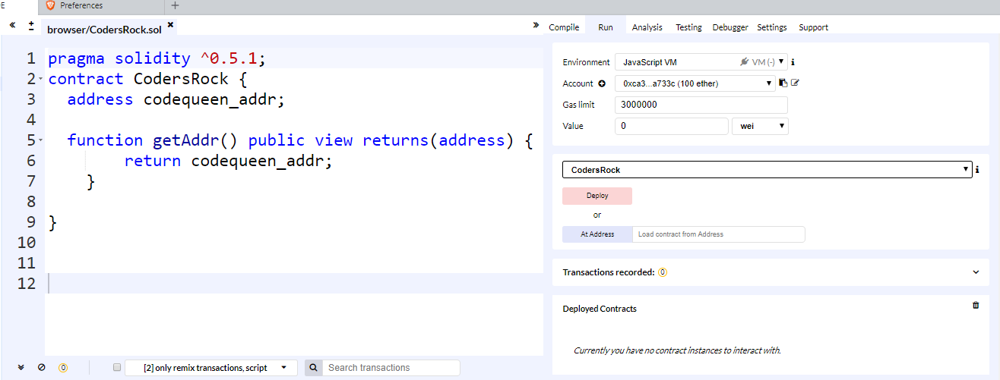 E
Preferences
+
browser/CodersRock.sol
1 pragma solidity ^0.5.1;
2 contract CodersRock {
3 address codequeen_addr;
4
5 function getAddr() public view returns(address) {
6 return codequeen_addr;
7 }
8
9 }
10
11
12
[2] only remix transactions, script
Search transactions
0
Compile Run Analysis Testing Debugger Settings Support
Environment JavaScript VM VM (-) i
Account 0xca3...a733c (100 ether)
Gas limit 3000000
Value 0 wei
CodersRock i
Deploy
or
At Address Load contract from Address
Transactions recorded: 0
Deployed Contracts
Currently you have no contract instances to interact with.